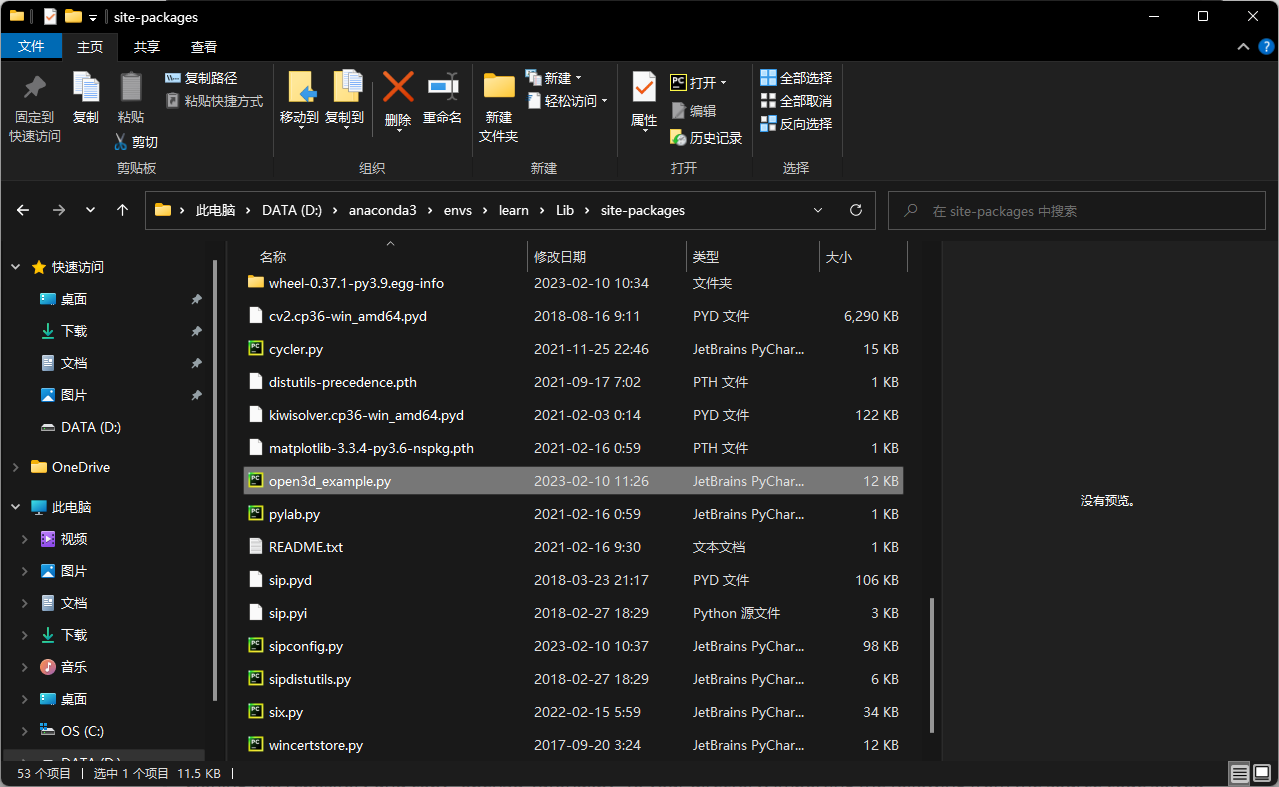 site-packages
文件 主页 共享 查看
固定到
快速访问
复制
粘贴
复制路径
粘贴快捷方式
剪切
剪贴板
移动到 复制到 删除 重命名
组织
新建
文件夹
新建
轻松访问
新建
属性
打开
编辑
历史记录
打开
全部选择
全部取消
反向选择
选择
此电脑 DATA (D:) anaconda3 envs learn Lib site-packages
在 site-packages 中搜索
快速访问
桌面
下载
文档
图片
DATA (D:)
OneDrive
此电脑
视频
图片
文档
下载
音乐
桌面
OS (C:)
DATA (D:)
名称 修改日期 类型 大小
wheel-0.37.1-py3.9.egg-info 2023-02-10 10:34 文件夹
cv2.cp36-win_amd64.pyd 2018-08-16 9:11 PYD 文件 6,290 KB
cycler.py 2021-11-25 22:46 JetBrains PyChar... 15 KB
distutils-precedence.pth 2021-09-17 7:02 PTH 文件 1 KB
kiwisolver.cp36-win_amd64.pyd 2021-02-03 0:14 PYD 文件 122 KB
matplotlib-3.3.4-py3.6-nspkg.pth 2021-02-16 0:59 PTH 文件 1 KB
open3d_example.py 2023-02-10 11:26 JetBrains PyChar... 12 KB
pylab.py 2021-02-16 0:59 JetBrains PyChar... 1 KB
README.txt 2021-02-16 9:30 文本文档 1 KB
sip.pyd 2018-03-23 21:17 PYD 文件 106 KB
sip.pyi 2018-02-27 18:29 Python 源文件 3 KB
sipconfig.py 2023-02-10 10:37 JetBrains PyChar... 98 KB
sipdistutils.py 2018-02-27 18:29 JetBrains PyChar... 6 KB
six.py 2022-02-15 5:59 JetBrains PyChar... 34 KB
wincertstore.py 2017-09-20 3:24 JetBrains PyChar... 12 KB
没有预览。
53 个项目 选中 1 个项目 11.5 KB